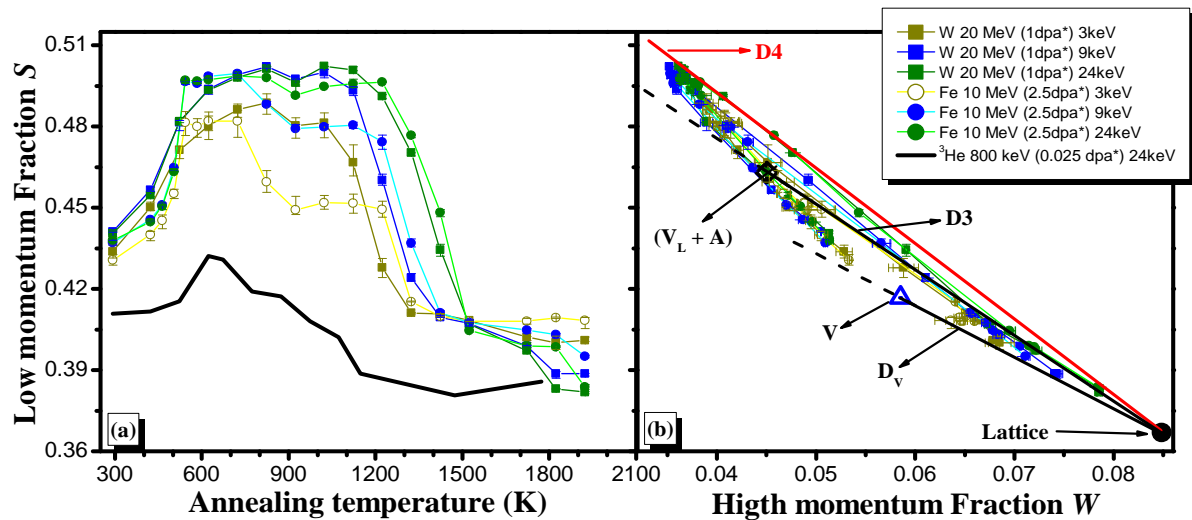 Low momentum Fraction S
0.51
0.48
0.45
0.42
0.39
0.36
(a)
300 600 900 1200 1500 1800 2100
Annealing temperature (K)
D4
(V_L + A)
D3
V
D_V
Lattice
(b)
0.04 0.05 0.06 0.07 0.08
Higth momentum Fraction W
W 20 MeV (1dpa*) 3keV
W 20 MeV (1dpa*) 9keV
W 20 MeV (1dpa*) 24keV
Fe 10 MeV (2.5dpa*) 3keV
Fe 10 MeV (2.5dpa*) 9keV
Fe 10 MeV (2.5dpa*) 24keV
³He 800 keV (0.025 dpa*) 24keV